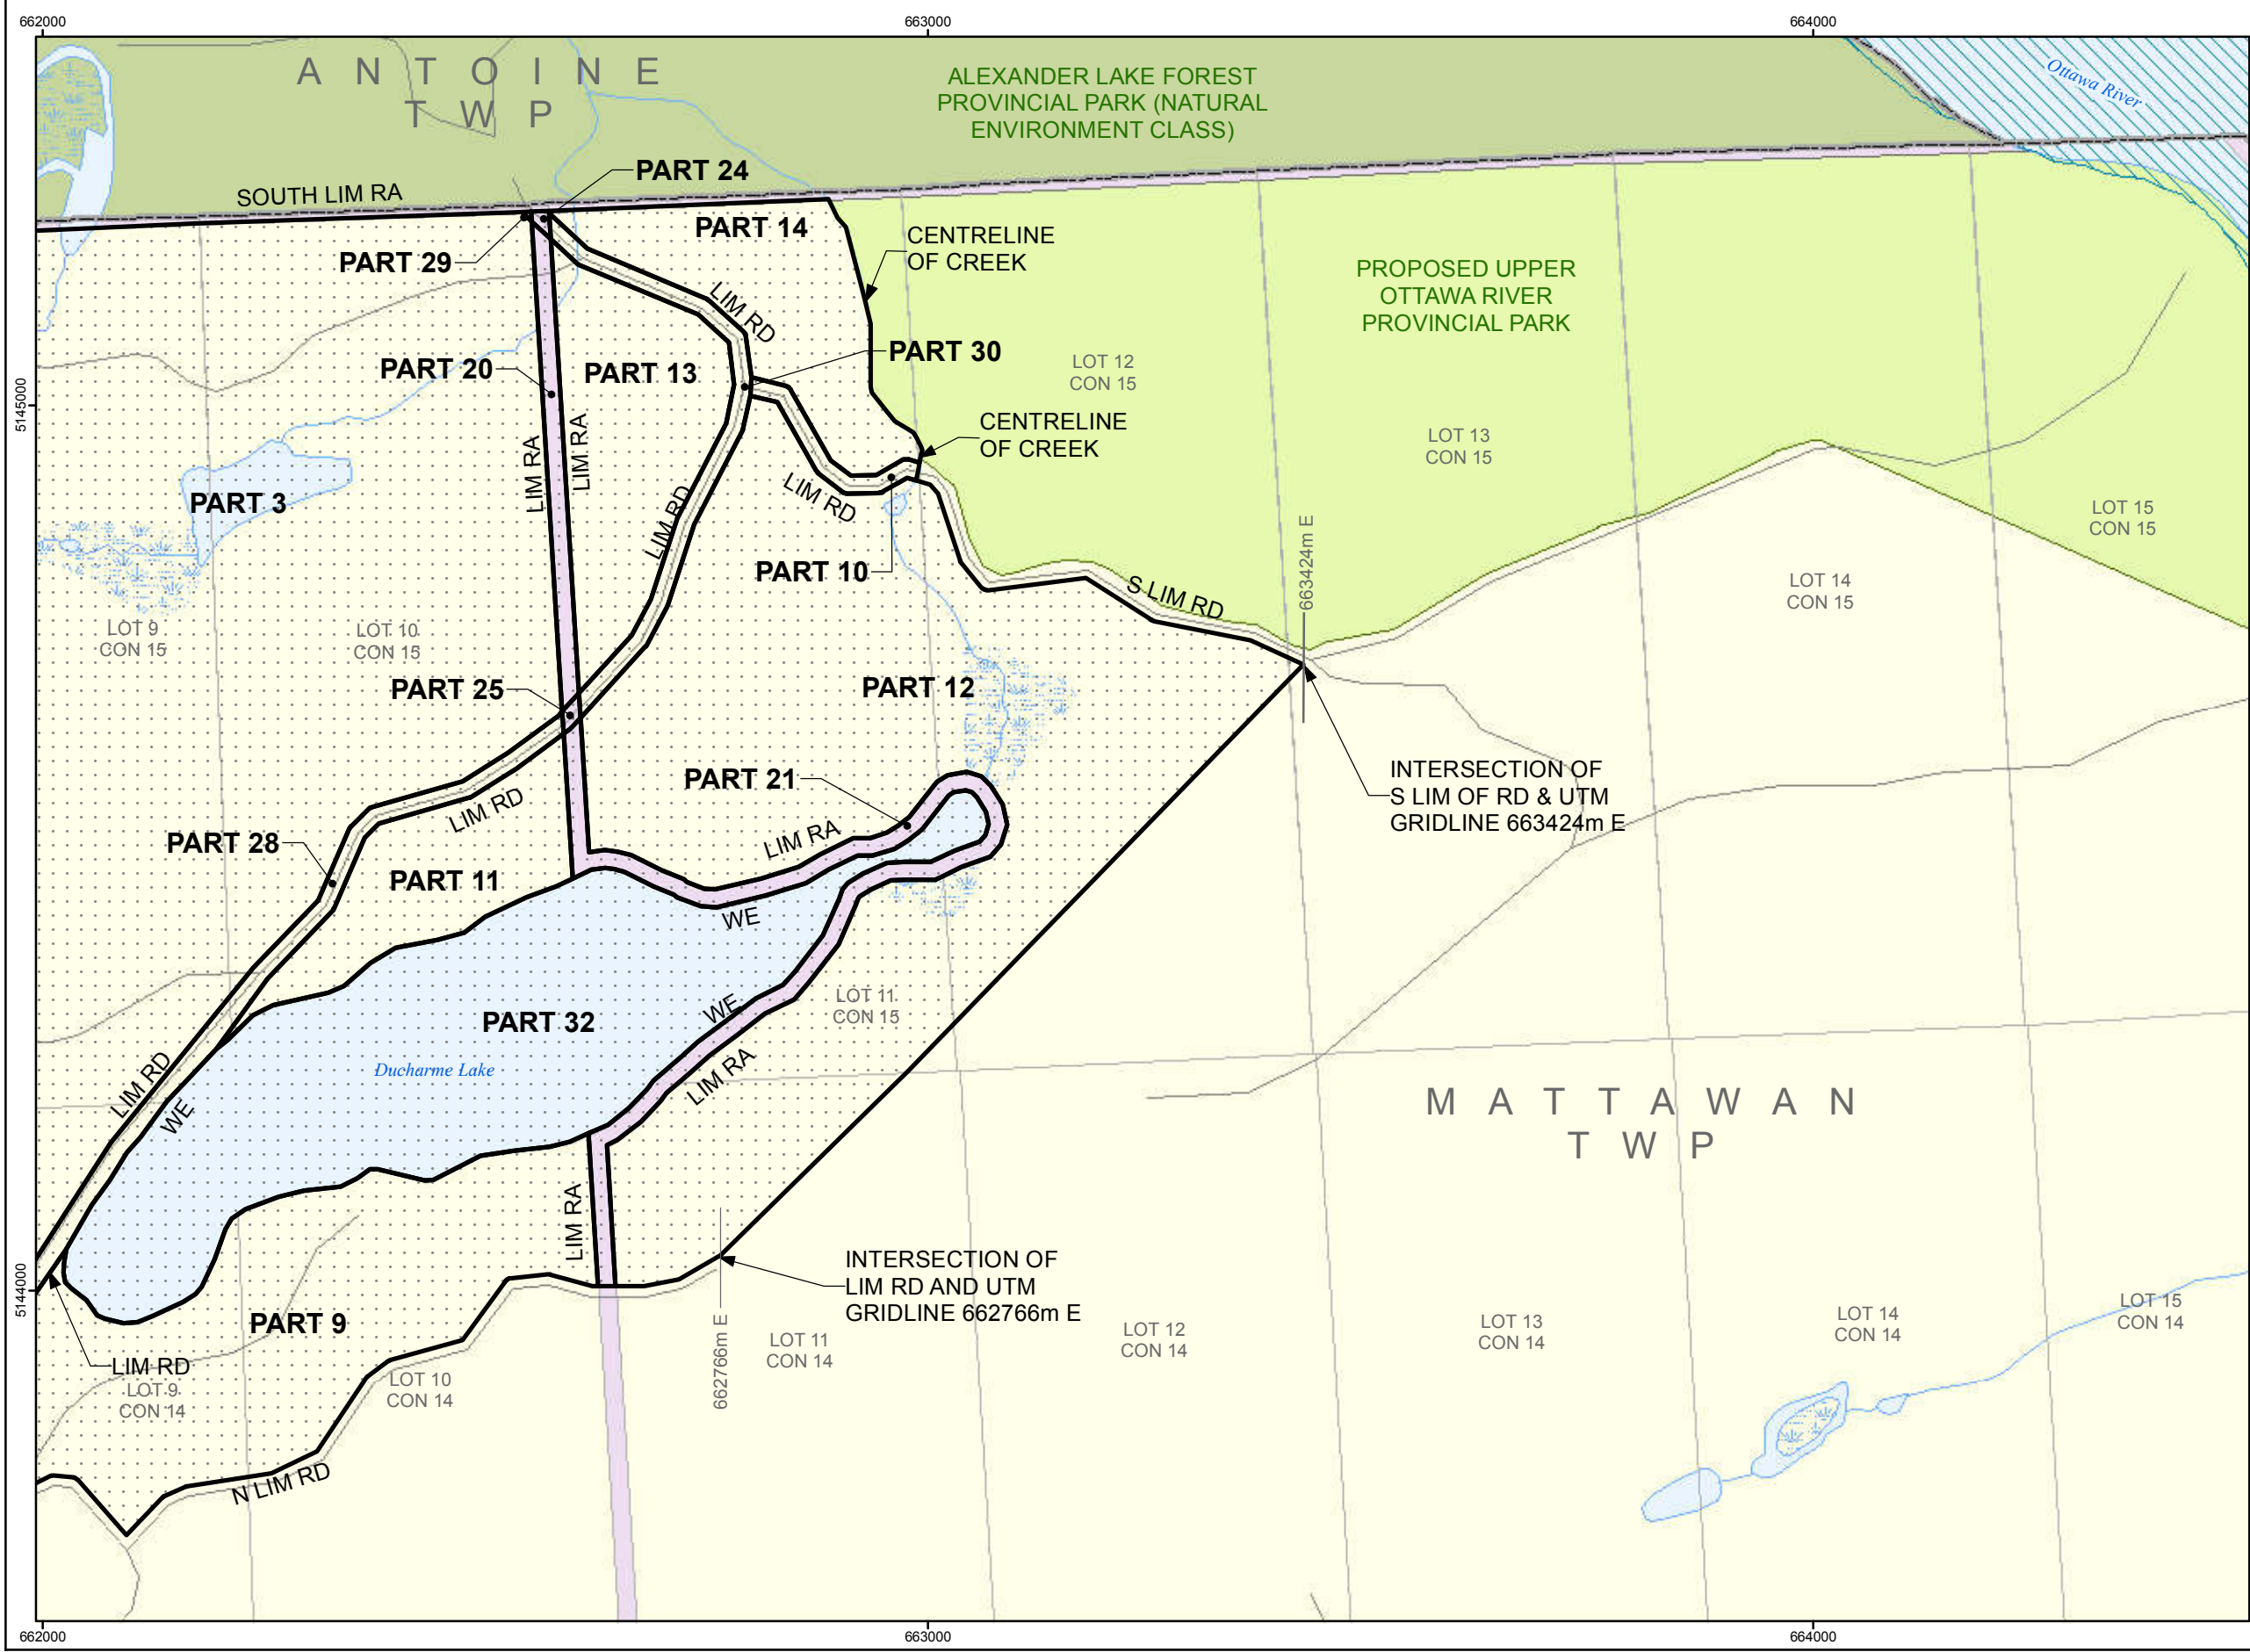 662000
663000
664000
A N T O I N E
T W P
ALEXANDER LAKE FOREST
PROVINCIAL PARK (NATURAL
ENVIRONMENT CLASS)
Ottawa River
SOUTH LIM RA
PART 24
PART 14
PART 29
CENTRELINE
OF CREEK
PROPOSED UPPER
OTTAWA RIVER
PROVINCIAL PARK
LIM RD
PART 30
PART 20
PART 13
LOT 12
CON 15
5145000
CENTRELINE
OF CREEK
LIM RA
LIM RA
LOT 13
CON 15
PART 3
LIM RD
LIM RD
LOT 15
CON 15
663424m E
PART 10
S LIM RD
LOT 14
CON 15
LOT 9
CON 15
LOT 10
CON 15
PART 25
PART 12
PART 21
INTERSECTION OF
S LIM OF RD & UTM
GRIDLINE 663424m E
LIM RD
LIM RA
PART 28
PART 11
WE
PART 32
WE
LOT 11
CON 15
Ducharme Lake
LIM RD
WE
LIM RA
M A T T A W A N
T W P
LIM RA
5144000
INTERSECTION OF
LIM RD AND UTM
GRIDLINE 662766m E
PART 9
662766m E
LOT 11
CON 14
LOT 12
CON 14
LOT 13
CON 14
LOT 14
CON 14
LOT 15
CON 14
LIM RD
LOT 9
CON 14
LOT 10
CON 14
N LIM RD
662000
663000
664000